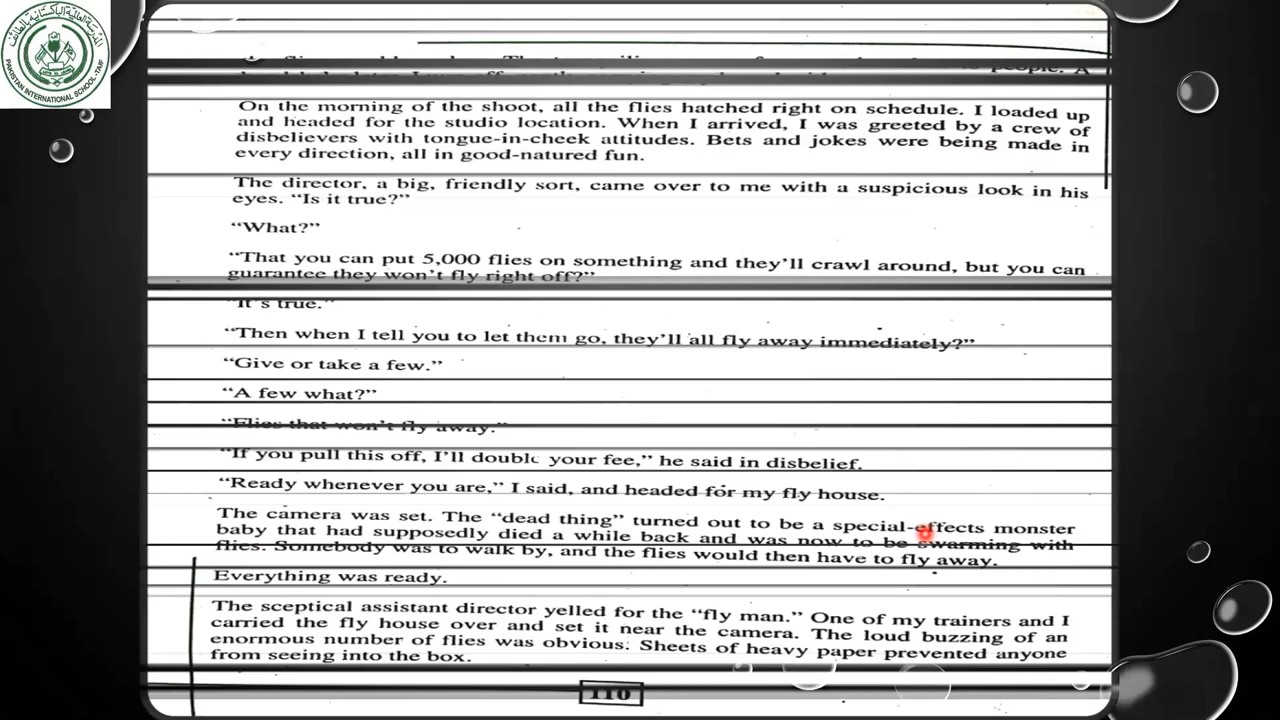 PAKISTAN INTERNATIONAL SCHOOL-TAIF
people. A
On the morning of the shoot, all the flies hatched right on schedule. I loaded up
and headed for the studio location. When I arrived, I was greeted by a crew of
disbelievers with tongue-in-cheek attitudes. Bets and jokes were being made in
every direction, all in good-natured fun.
The director, a big, friendly sort, came over to me with a suspicious look in his
eyes. “Is it true?”
“What?”
“That you can put 5,000 flies on something and they’ll crawl around, but you can
guarantee they won’t fly right off?”
“It’s true.”
“Then when I tell you to let them go, they’ll all fly away immediately?”
“Give or take a few.”
“A few what?”
“Flies that won’t fly away.”
“If you pull this off, I’ll double your fee,” he said in disbelief.
“Ready whenever you are,” I said, and headed for my fly house.
The camera was set. The “dead thing” turned out to be a special-effects monster
baby that had supposedly died a while back and was now to be swarming with
flies. Somebody was to walk by, and the flies would then have to fly away.
Everything was ready.
The sceptical assistant director yelled for the “fly man.” One of my trainers and I
carried the fly house over and set it near the camera. The loud buzzing of an
enormous number of flies was obvious. Sheets of heavy paper prevented anyone
from seeing into the box.
110